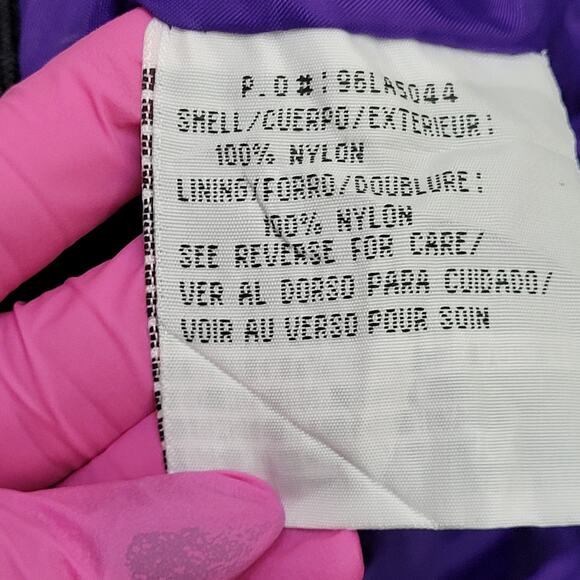 P.O#: 96LA5044
SHELL/CUERPO/EXTERIEUR:
100% NYLON
LINING/FORRO/DOUBLURE:
100% NYLON
SEE REVERSE FOR CARE/
VER AL DORSO PARA CUIDADO/
VOIR AU VERSO POUR SOIN